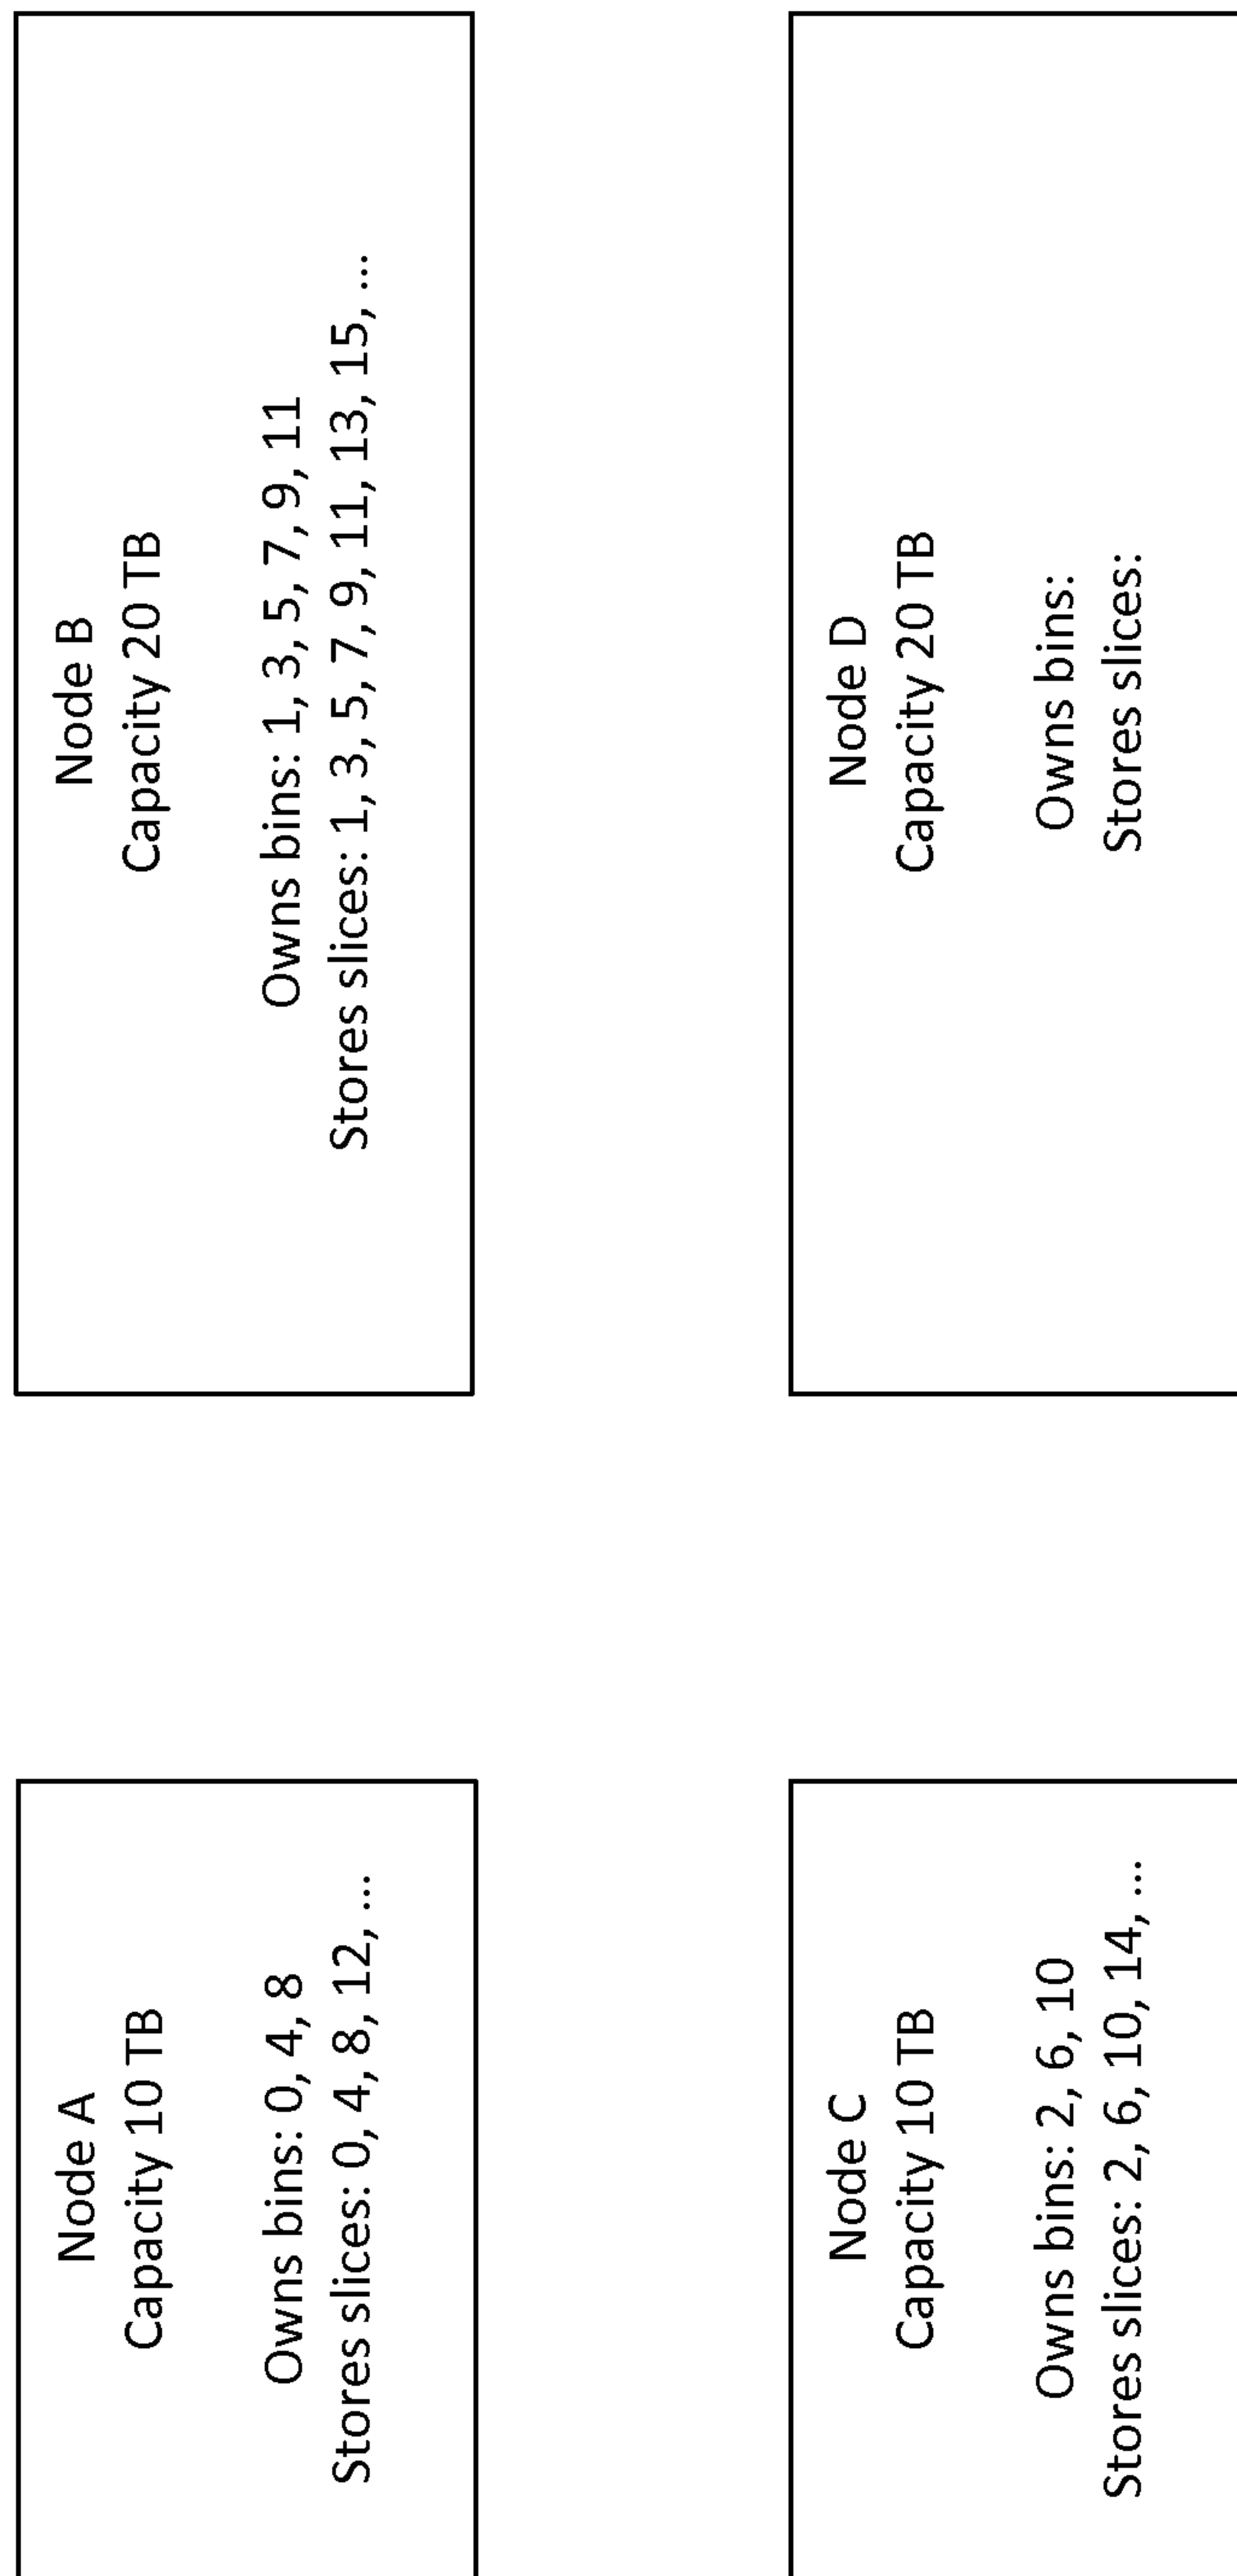 Node A
Capacity 10 TB
Owns bins: 0, 4, 8
Stores slices: 0, 4, 8, 12, ...
Node B
Capacity 20 TB
Owns bins: 1, 3, 5, 7, 9, 11
Stores slices: 1, 3, 5, 7, 9, 11, 13, 15, ...
Node C
Capacity 10 TB
Owns bins: 2, 6, 10
Stores slices: 2, 6, 10, 14, ...
Node D
Capacity 20 TB
Owns bins:
Stores slices: